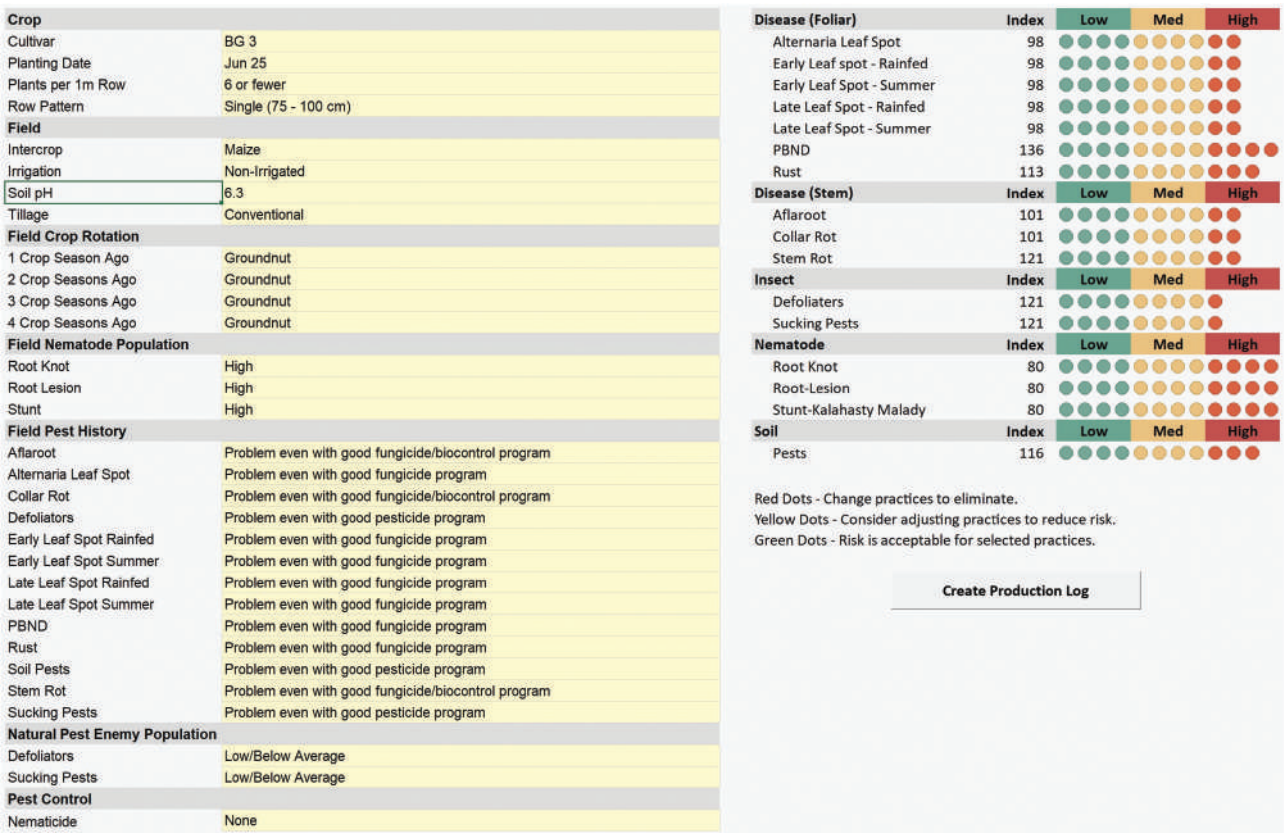 Crop
Cultivar BG 3
Planting Date Jun 25
Plants per 1m Row 6 or fewer
Row Pattern Single (75 - 100 cm)
Field
Intercrop Maize
Irrigation Non-Irrigated
Soil pH 6.3
Tillage Conventional
Field Crop Rotation
1 Crop Season Ago Groundnut
2 Crop Seasons Ago Groundnut
3 Crop Seasons Ago Groundnut
4 Crop Seasons Ago Groundnut
Field Nematode Population
Root Knot High
Root Lesion High
Stunt High
Field Pest History
Aflaroot Problem even with good fungicide/biocontrol program
Alternaria Leaf Spot Problem even with good fungicide program
Collar Rot Problem even with good fungicide/biocontrol program
Defoliators Problem even with good pesticide program
Early Leaf Spot Rainfed Problem even with good fungicide program
Early Leaf Spot Summer Problem even with good fungicide program
Late Leaf Spot Rainfed Problem even with good fungicide program
Late Leaf Spot Summer Problem even with good fungicide program
PBND Problem even with good fungicide program
Rust Problem even with good fungicide program
Soil Pests Problem even with good pesticide program
Stem Rot Problem even with good fungicide/biocontrol program
Sucking Pests Problem even with good pesticide program
Natural Pest Enemy Population
Defoliators Low/Below Average
Sucking Pests Low/Below Average
Pest Control
Nematicide None
Disease (Foliar) Index Low Med High
Alternaria Leaf Spot 98
Early Leaf spot - Rainfed 98
Early Leaf Spot - Summer 98
Late Leaf Spot - Rainfed 98
Late Leaf Spot - Summer 98
PBND 136
Rust 113
Disease (Stem) Index Low Med High
Aflaroot 101
Collar Rot 101
Stem Rot 121
Insect Index Low Med High
Defoliaters 121
Sucking Pests 121
Nematode Index Low Med High
Root Knot 80
Root-Lesion 80
Stunt-Kalahasty Malady 80
Soil Index Low Med High
Pests 116
Red Dots - Change practices to eliminate.
Yellow Dots - Consider adjusting practices to reduce risk.
Green Dots - Risk is acceptable for selected practices.
Create Production Log